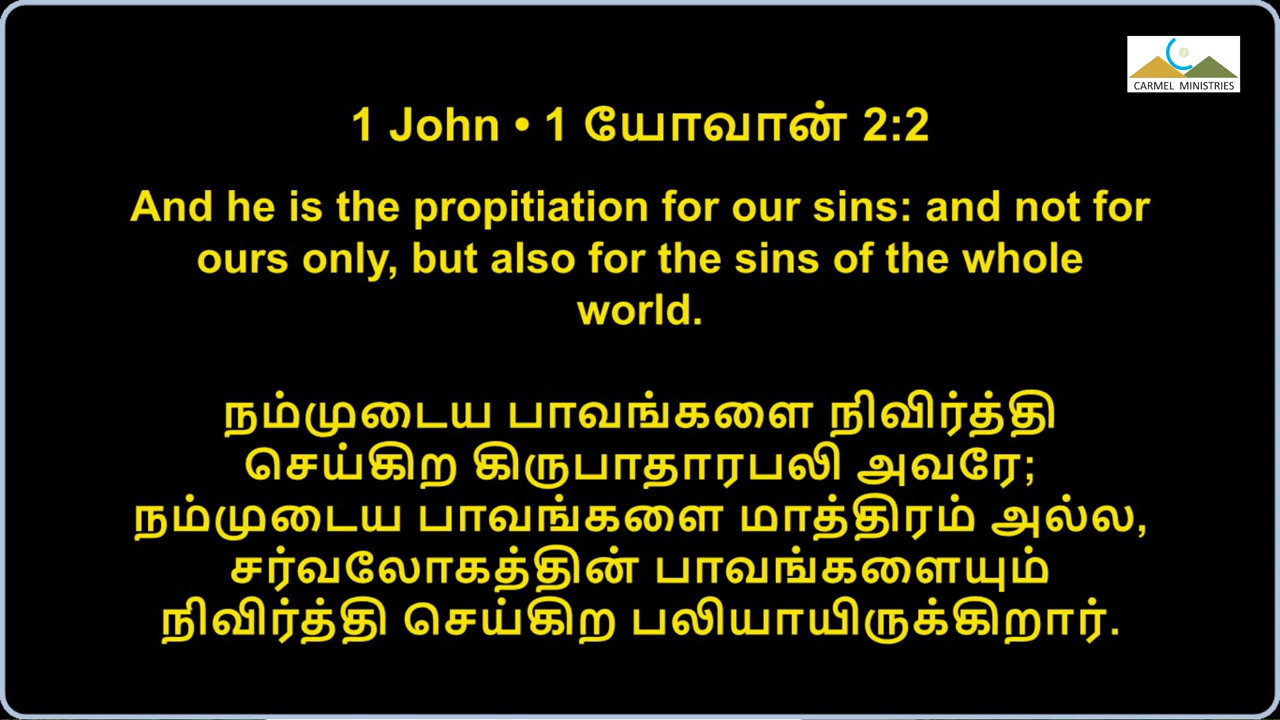 CARMEL MINISTRIES
1 John • 1 யோவான் 2:2
And he is the propitiation for our sins: and not for
ours only, but also for the sins of the whole
world.
நம்முடைய பாவங்களை நிவிர்த்தி
செய்கிற கிருபாதாரபலி அவரே;
நம்முடைய பாவங்களை மாத்திரம் அல்ல,
சர்வலோகத்தின் பாவங்களையும்
நிவிர்த்தி செய்கிற பலியாயிருக்கிறார்.